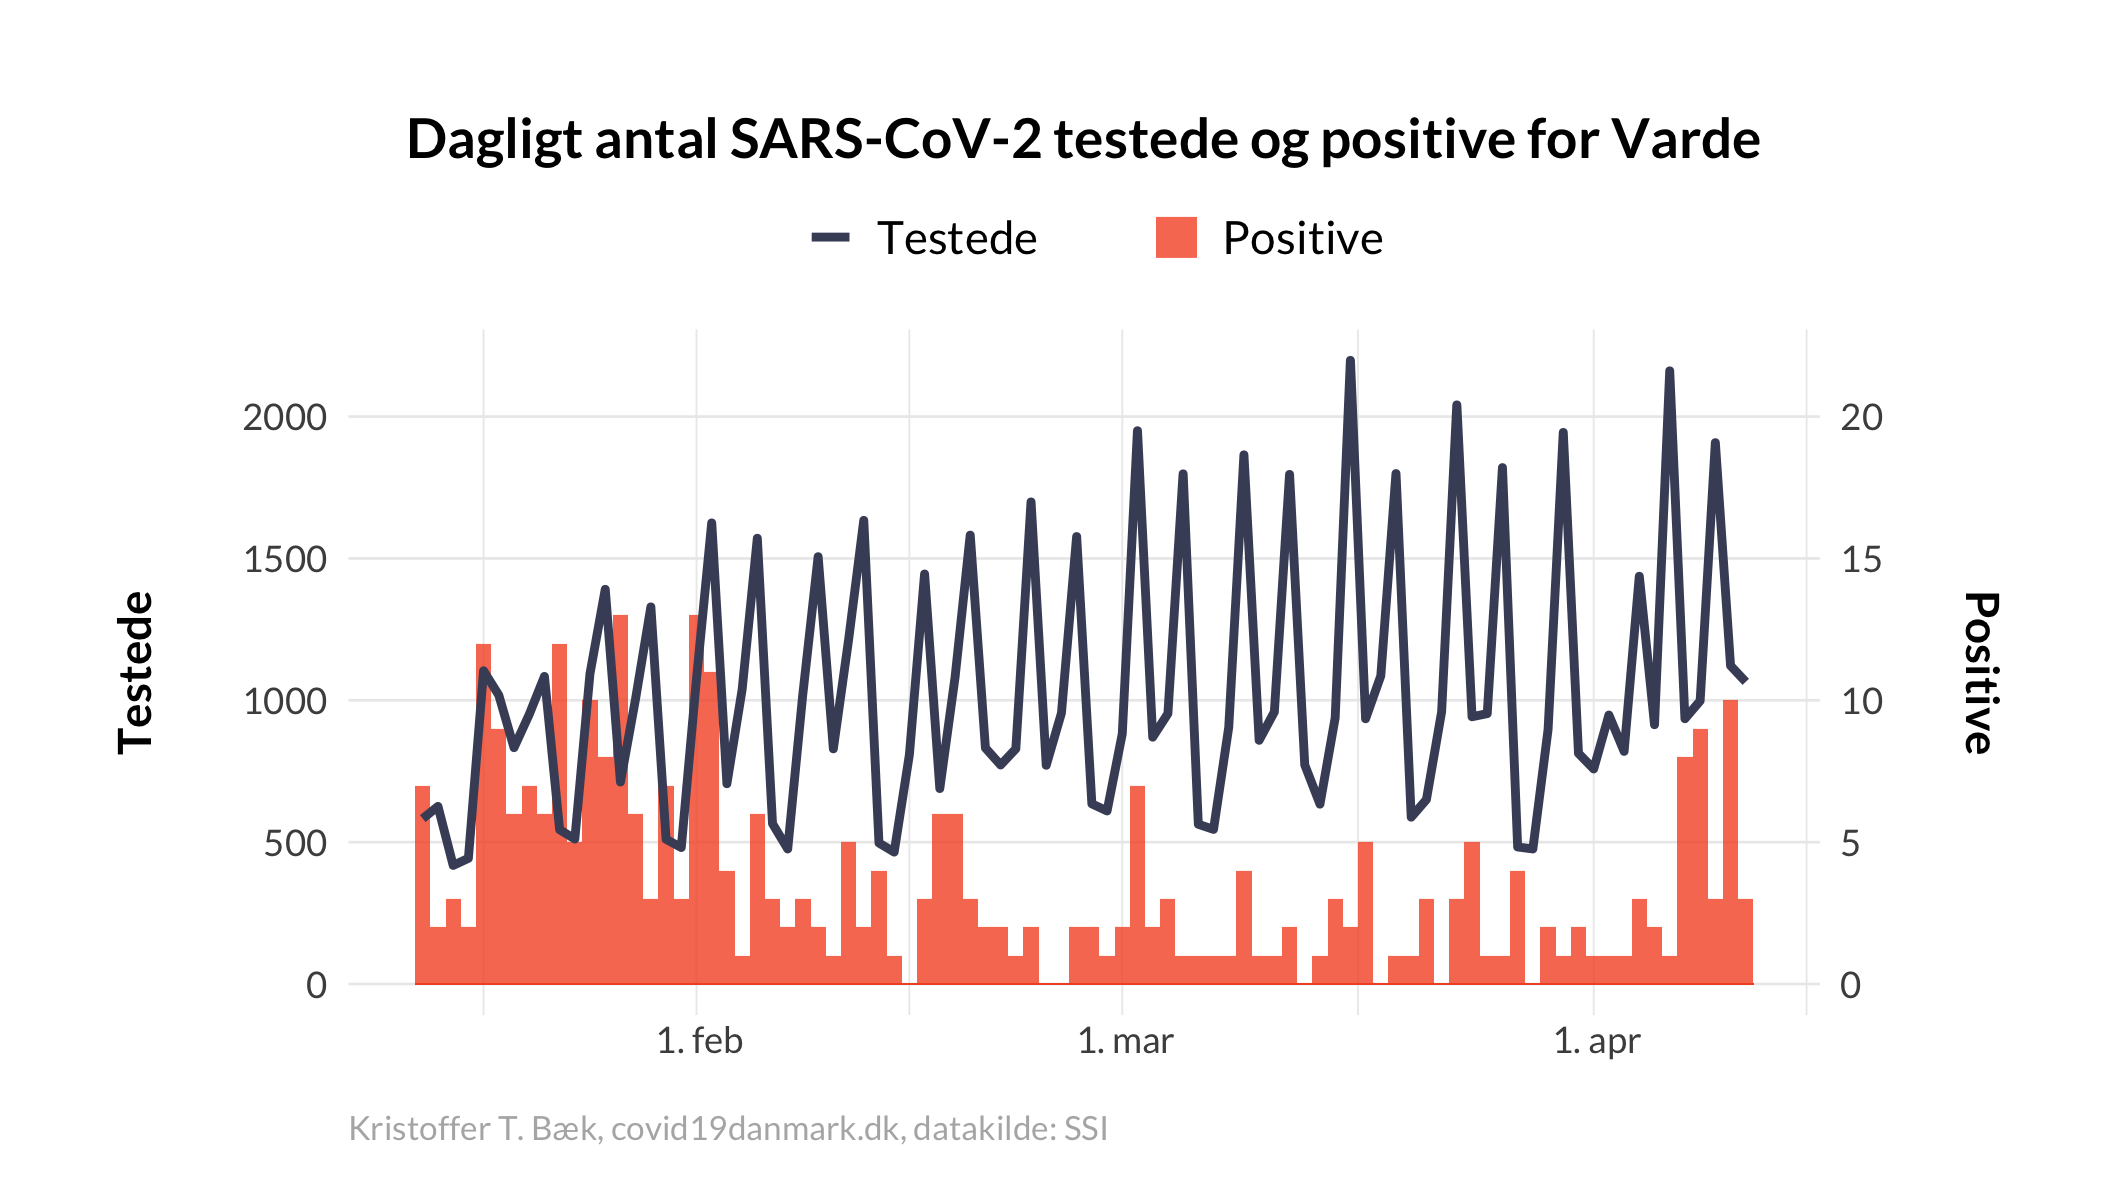 Dagligt antal SARS-CoV-2 testede og positive for Varde
Testede
Positive
Testede
2000
1500
1000
500
0
20
15
10
5
0
Positive
1. feb
1. mar
1. apr
Kristoffer T. Bæk, covid19danmark.dk, datakilde: SSI